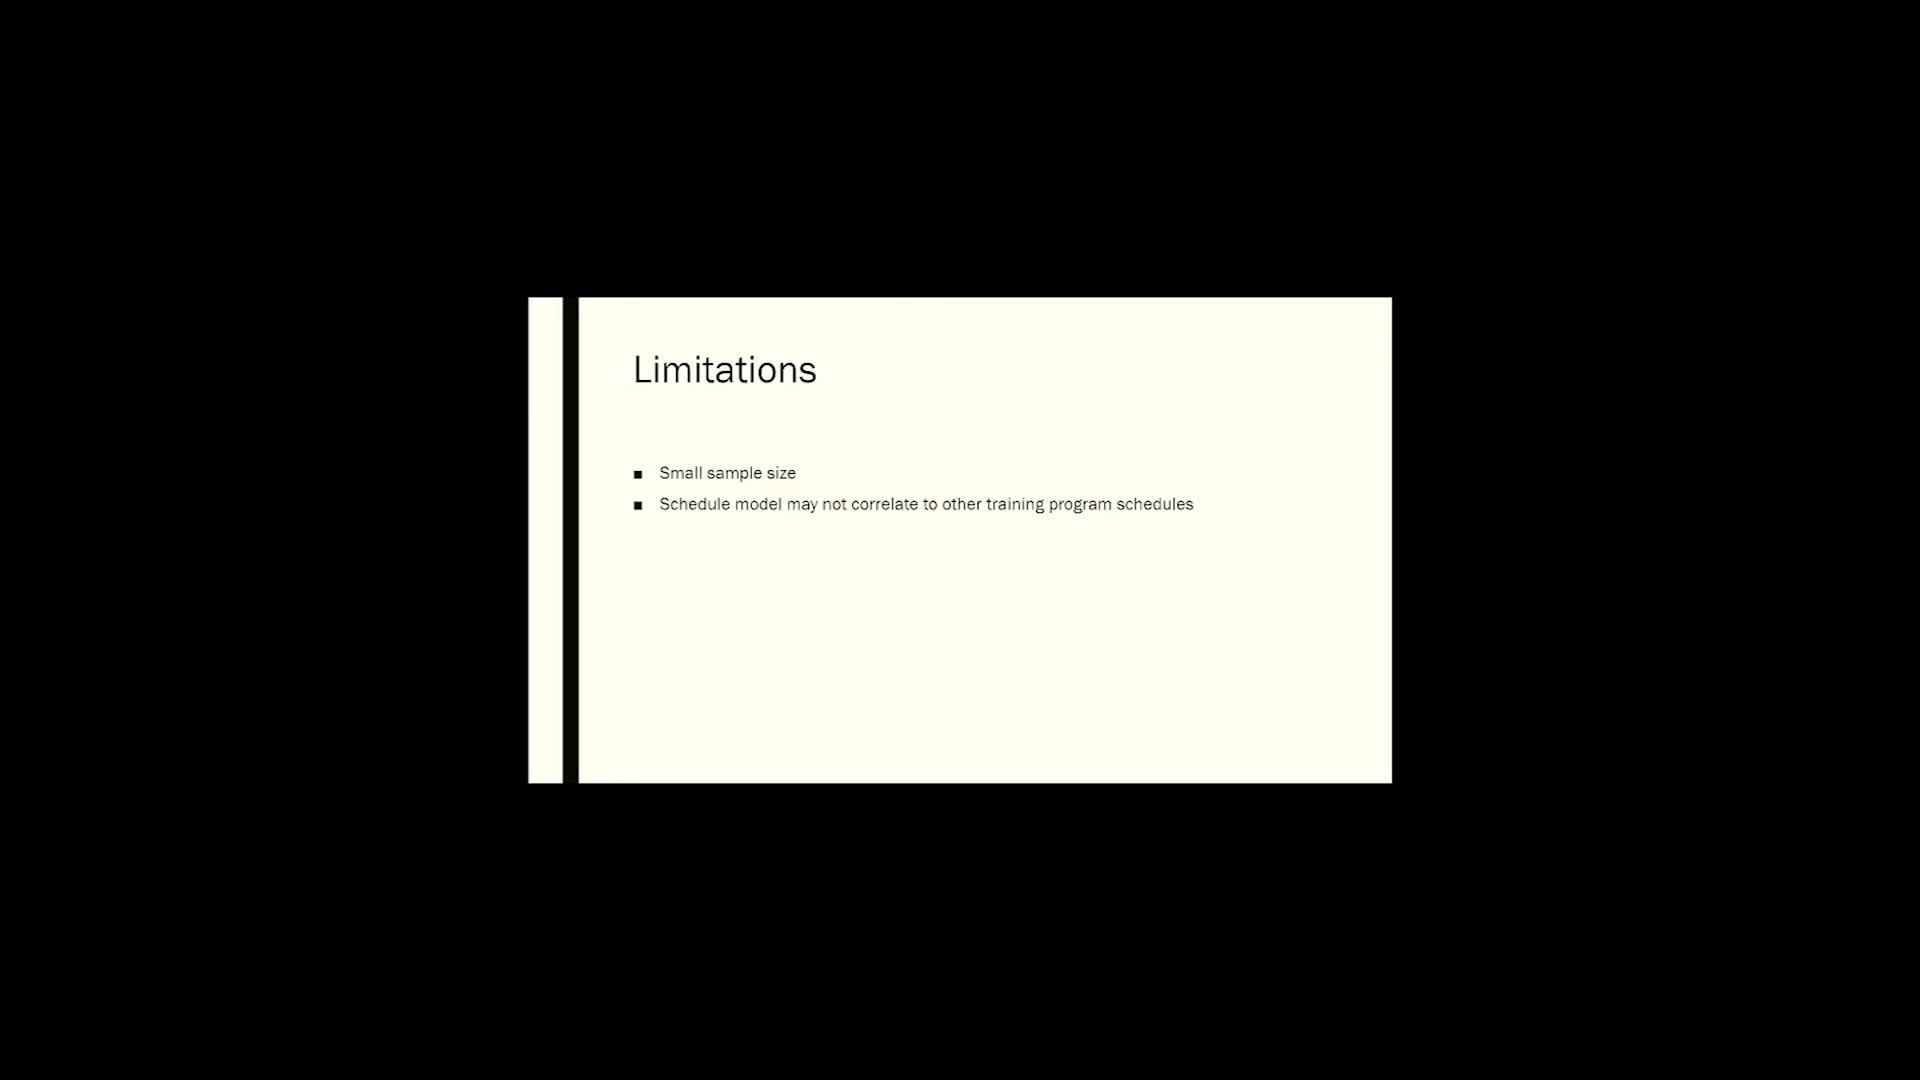 Limitations
Small sample size
Schedule model may not correlate to other training program schedules